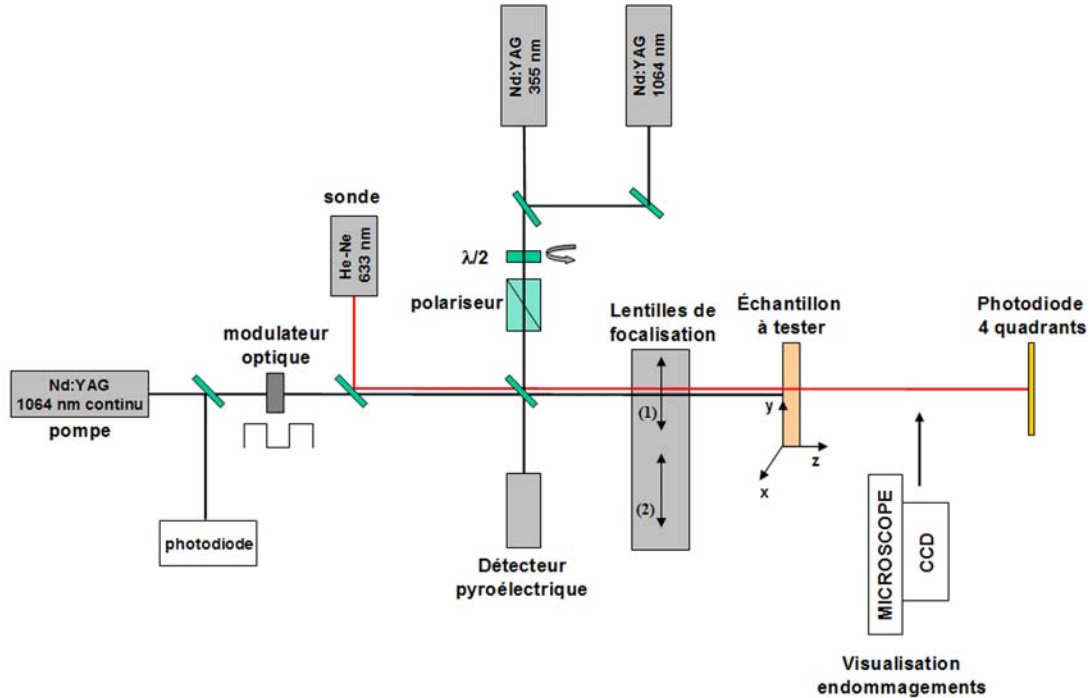 Nd:YAG
355 nm
Nd:YAG
1064 nm
sonde
He-Ne
633 nm
λ/2
polariseur
modulateur
optique
Lentilles de
focalisation
Échantillon
à tester
Photodiode
4 quadrants
Nd:YAG
1064 nm continu
pompe
(1)
(2)
y
z
x
photodiode
Détecteur
pyroélectrique
MICROSCOPE
CCD
Visualisation
endommagements